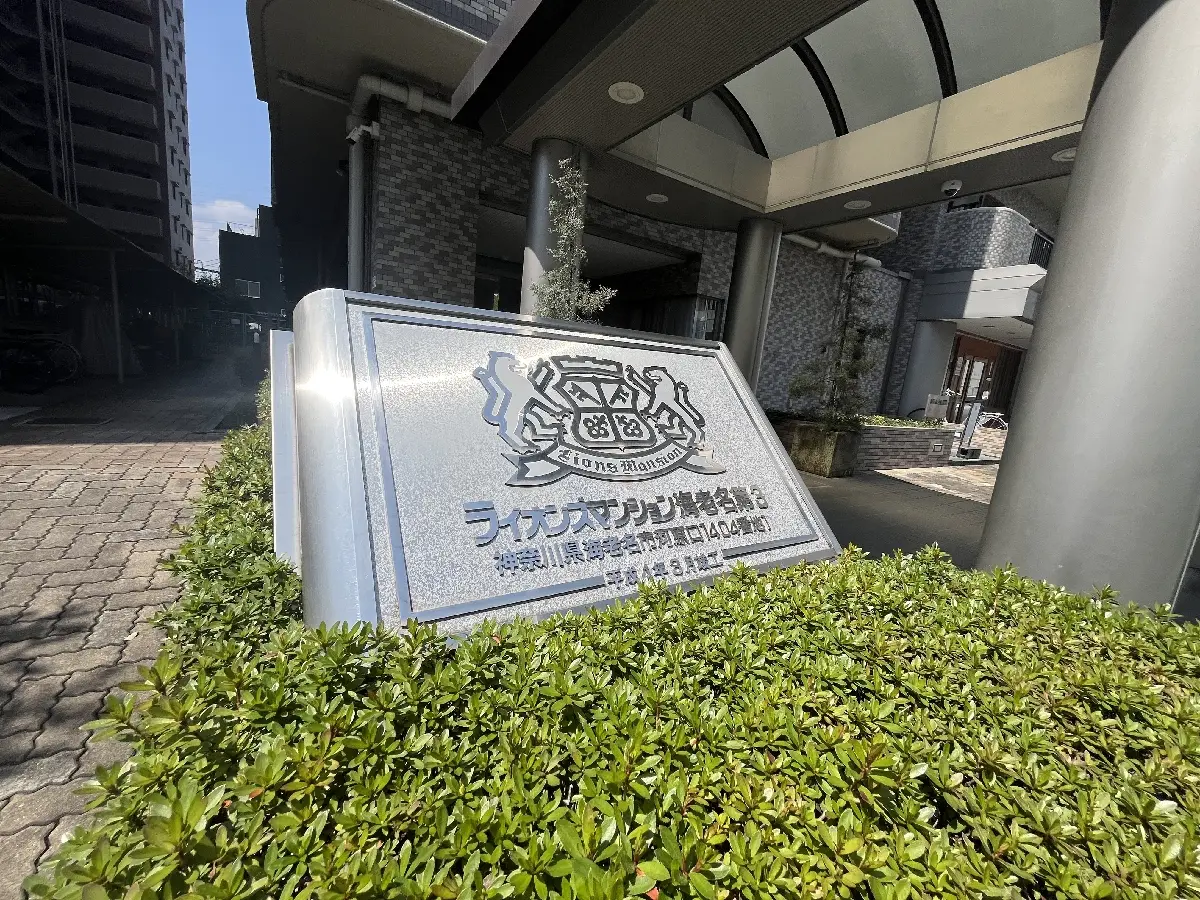 Lions Mansion
ライオンズマンション海老名第3
神奈川県海老名市河原口1404番地1
平成4年3月竣工